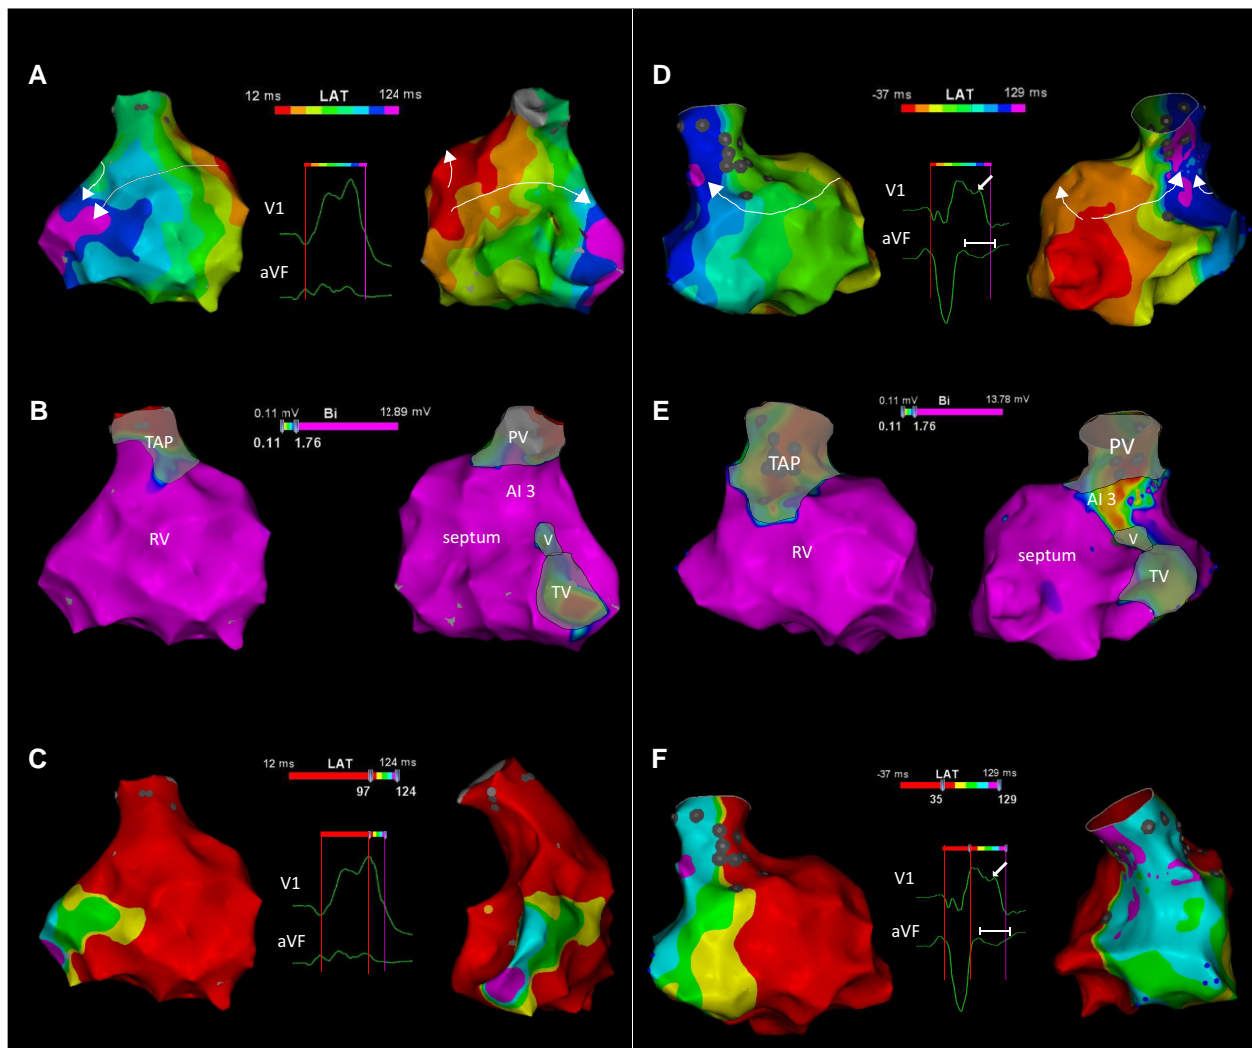 A
12 ms LAT 124 ms
V1
aVF
B
0.11 mV Bi 12.89 mV
0.11 1.76
TAP
RV
PV
AI 3
septum
V
TV
C
12 ms LAT 124 ms
97 124
V1
aVF
D
-37 ms LAT 129 ms
V1
aVF
E
0.11 mV Bi 13.78 mV
0.11 1.76
TAP
RV
PV
AI 3
septum
V
TV
F
-37 ms LAT 129 ms
35 129
V1
aVF